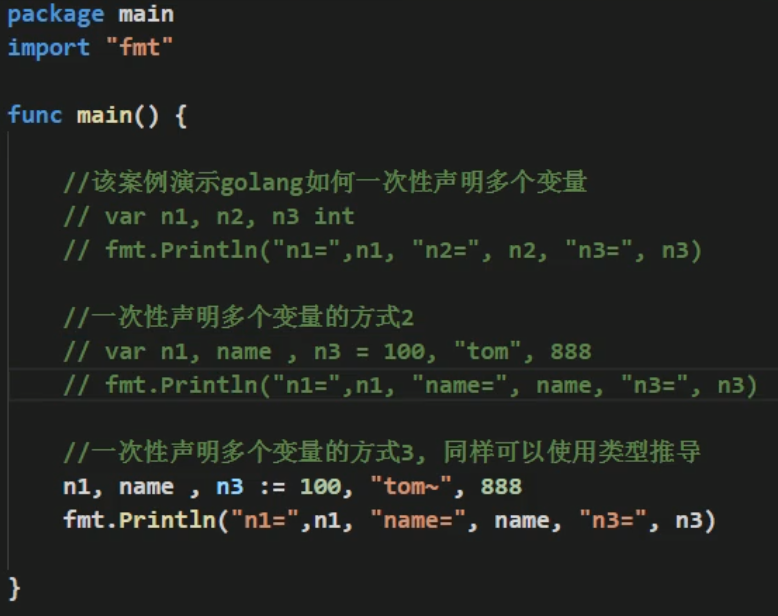 package main
import "fmt"
func main() {
//该案例演示golang如何一次性声明多个变量
// var n1, n2, n3 int
// fmt.Println("n1=",n1, "n2=", n2, "n3=", n3)
//一次性声明多个变量的方式2
// var n1, name , n3 = 100, "tom", 888
// fmt.Println("n1=",n1, "name=", name, "n3=", n3)
//一次性声明多个变量的方式3, 同样可以使用类型推导
n1, name , n3 := 100, "tom~", 888
fmt.Println("n1=",n1, "name=", name, "n3=", n3)
}